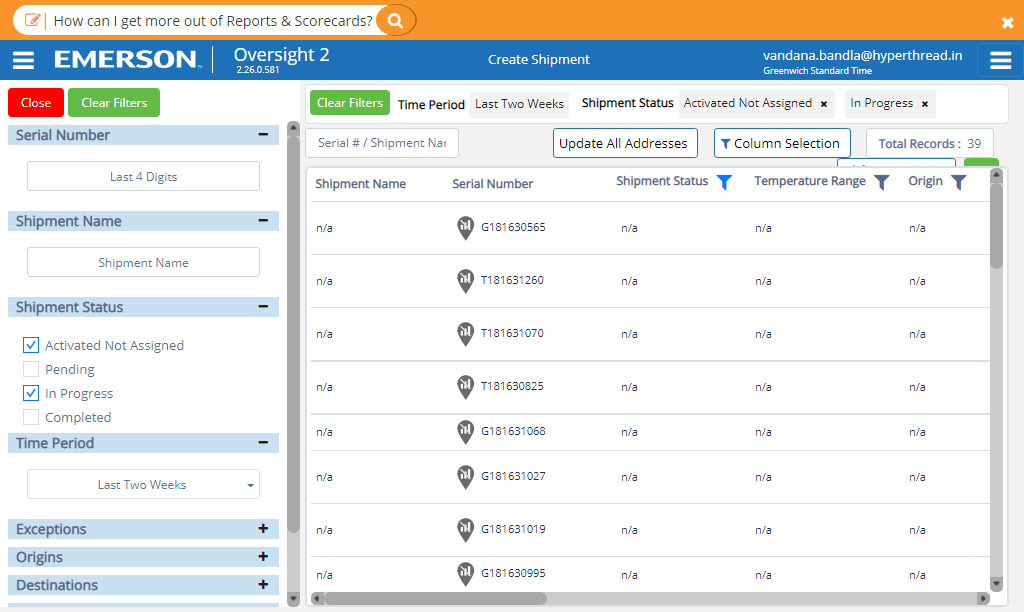 How can I get more out of Reports & Scorecards?
EMERSON
Oversight 2
2.26.0.581
Create Shipment
vandana.bandla@hyperthread.in
Greenwich Standard Time
Close
Clear Filters
Serial Number
Last 4 Digits
Shipment Name
Shipment Name
Shipment Status
Activated Not Assigned
Pending
In Progress
Completed
Time Period
Last Two Weeks
Exceptions
Origins
Destinations
Clear Filters
Time Period
Last Two Weeks
Shipment Status
Activated Not Assigned ×
In Progress ×
Serial # / Shipment Nar
Update All Addresses
Column Selection
Total Records : 39
Shipment Name Serial Number Shipment Status Temperature Range Origin
n/a G181630565 n/a n/a n/a
n/a T181631260 n/a n/a n/a
n/a T181631070 n/a n/a n/a
n/a T181630825 n/a n/a n/a
n/a G181631068 n/a n/a n/a
n/a G181631027 n/a n/a n/a
n/a G181631019 n/a n/a n/a
n/a G181630995 n/a n/a n/a